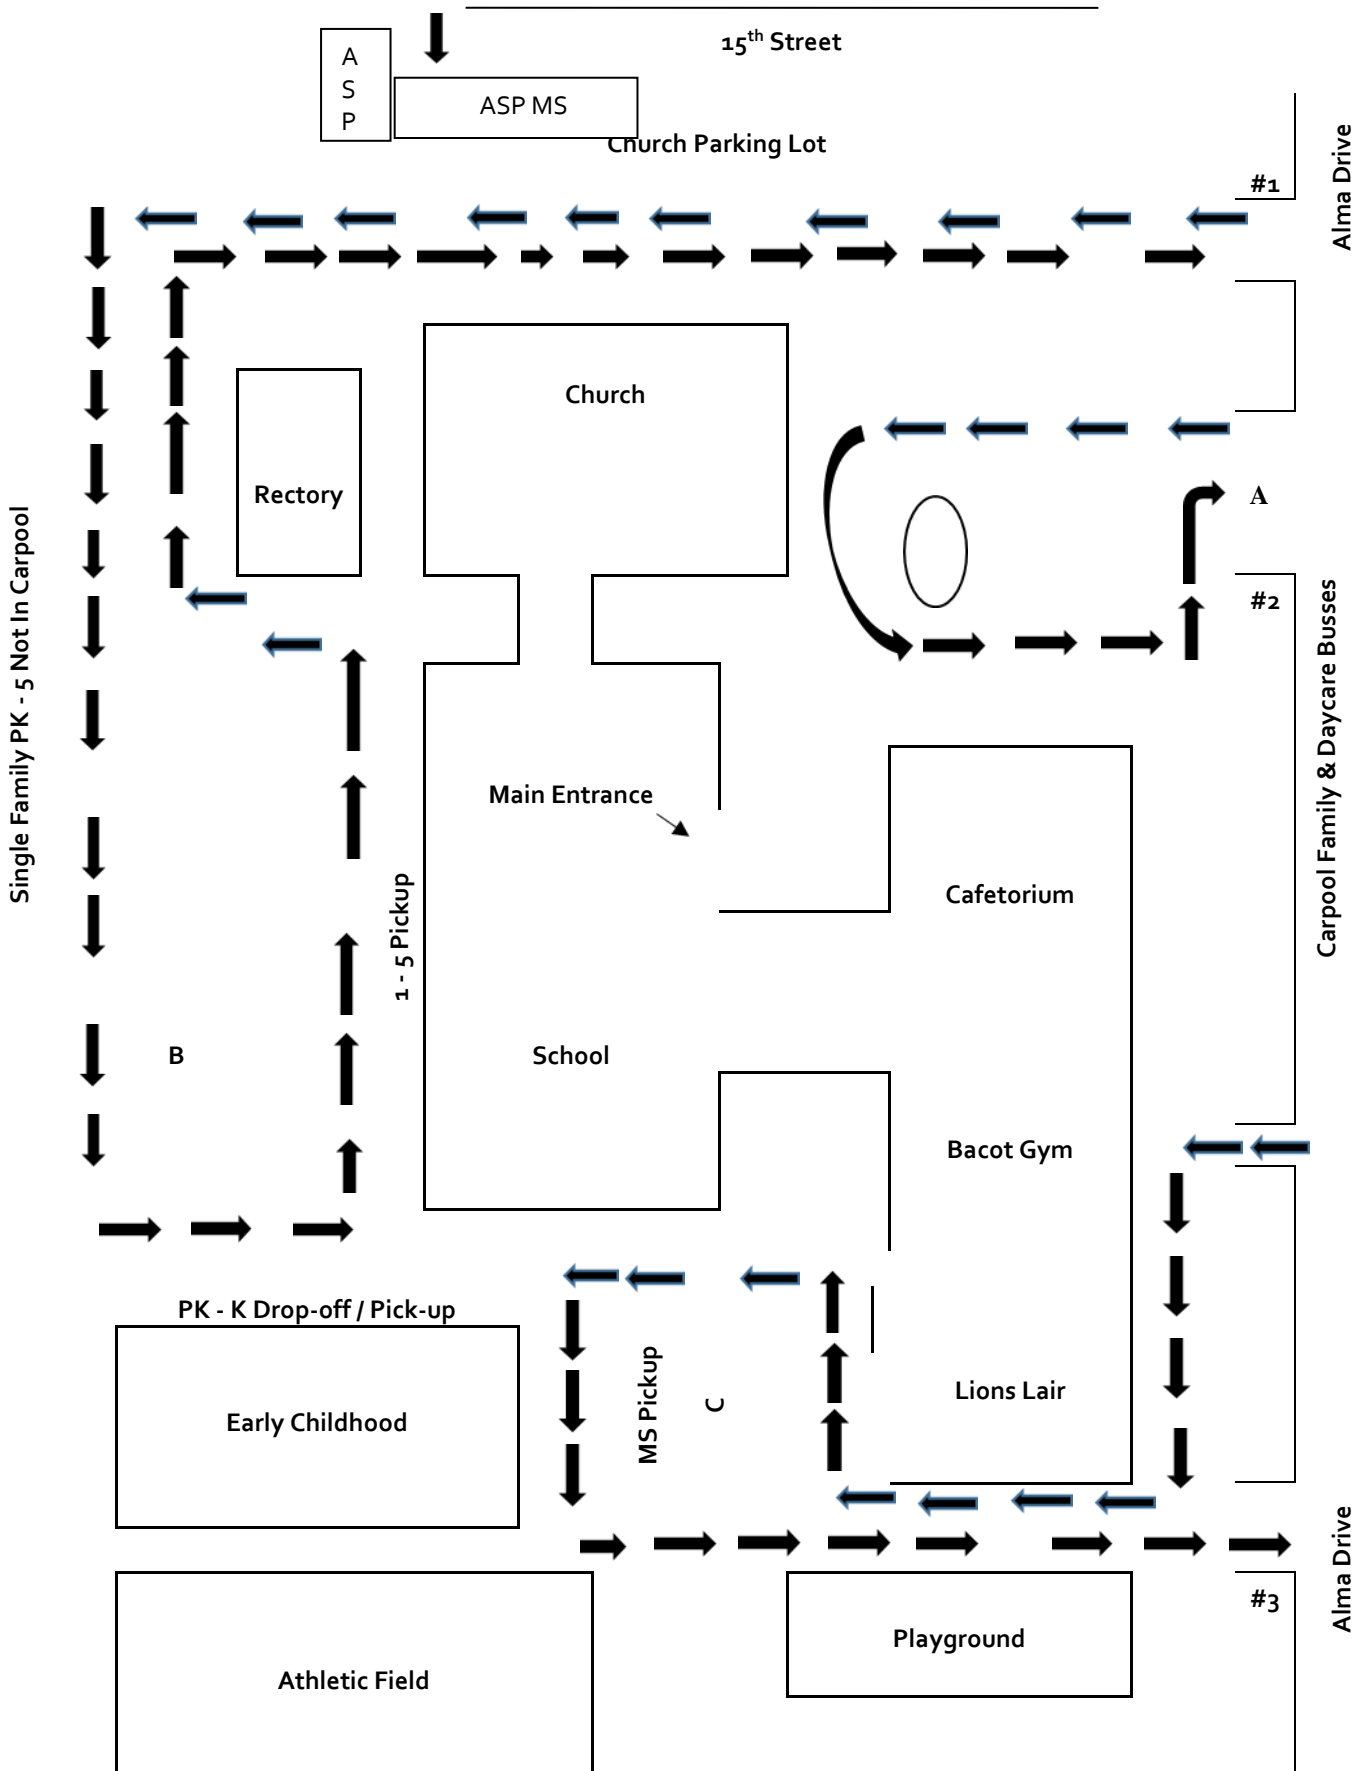 15th Street
A
S
P
ASP MS
Church Parking Lot
#1
Alma Drive
Church
Rectory
A
#2
Single Family PK - 5 Not In Carpool
Carpool Family & Daycare Busses
Main Entrance
Cafetorium
1 - 5 Pickup
B
School
Bacot Gym
PK - K Drop-off / Pick-up
MS Pickup
C
Lions Lair
Early Childhood
Alma Drive
#3
Playground
Athletic Field